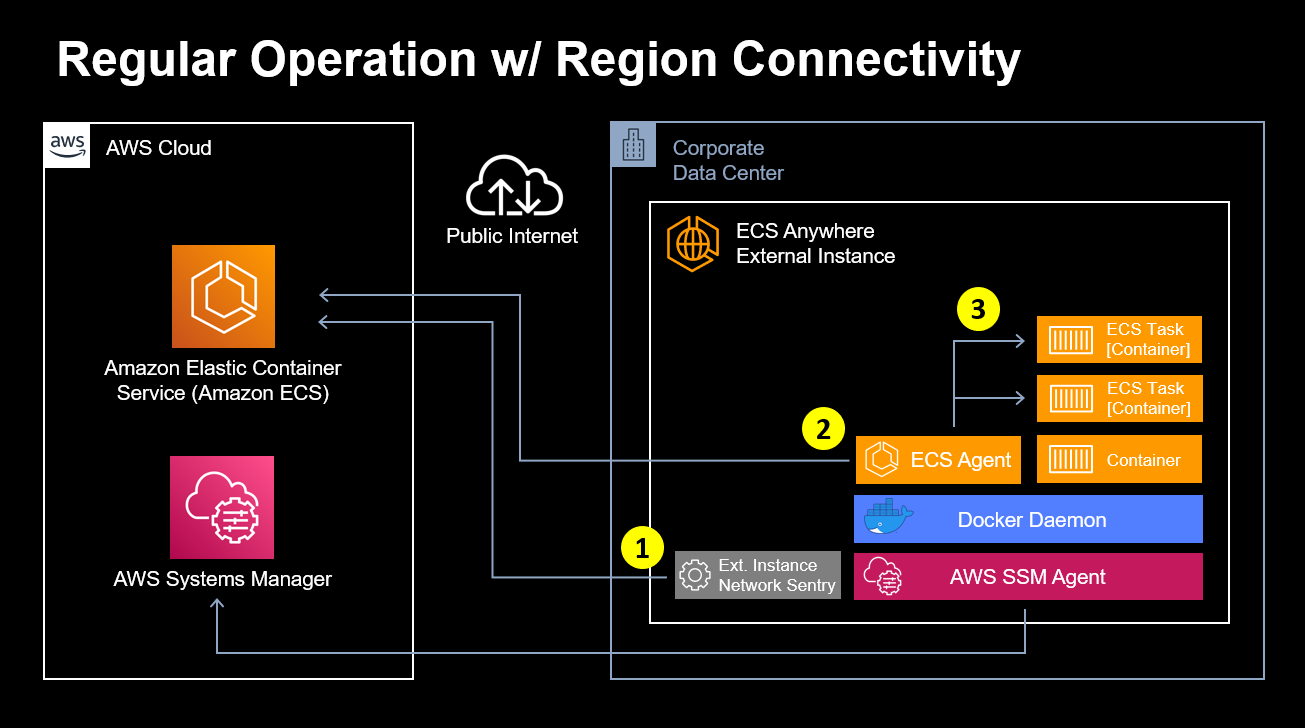 Regular Operation w/ Region Connectivity
aws
AWS Cloud
Public Internet
Corporate
Data Center
ECS Anywhere
External Instance
Amazon Elastic Container
Service (Amazon ECS)
AWS Systems Manager
3
ECS Task
[Container]
ECS Task
[Container]
2
ECS Agent
Container
Docker Daemon
1
Ext. Instance
Network Sentry
AWS SSM Agent